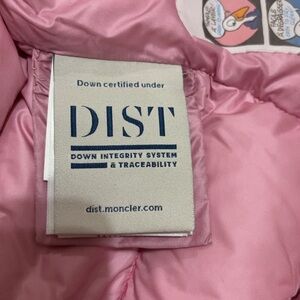 Down certified under
DIST
DOWN INTEGRITY SYSTEM
& TRACEABILITY
dist.moncler.com